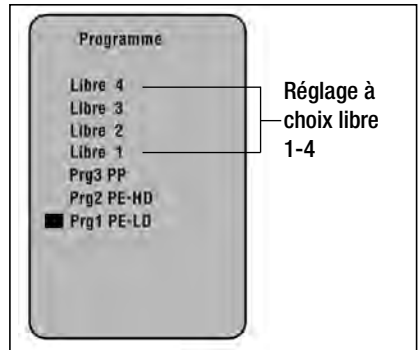 Programme
Libre 4
Libre 3
Libre 2
Libre 1
Prg3 PP
Prg2 PE-HD
Prg1 PE-LD
Réglage à
choix libre
1-4